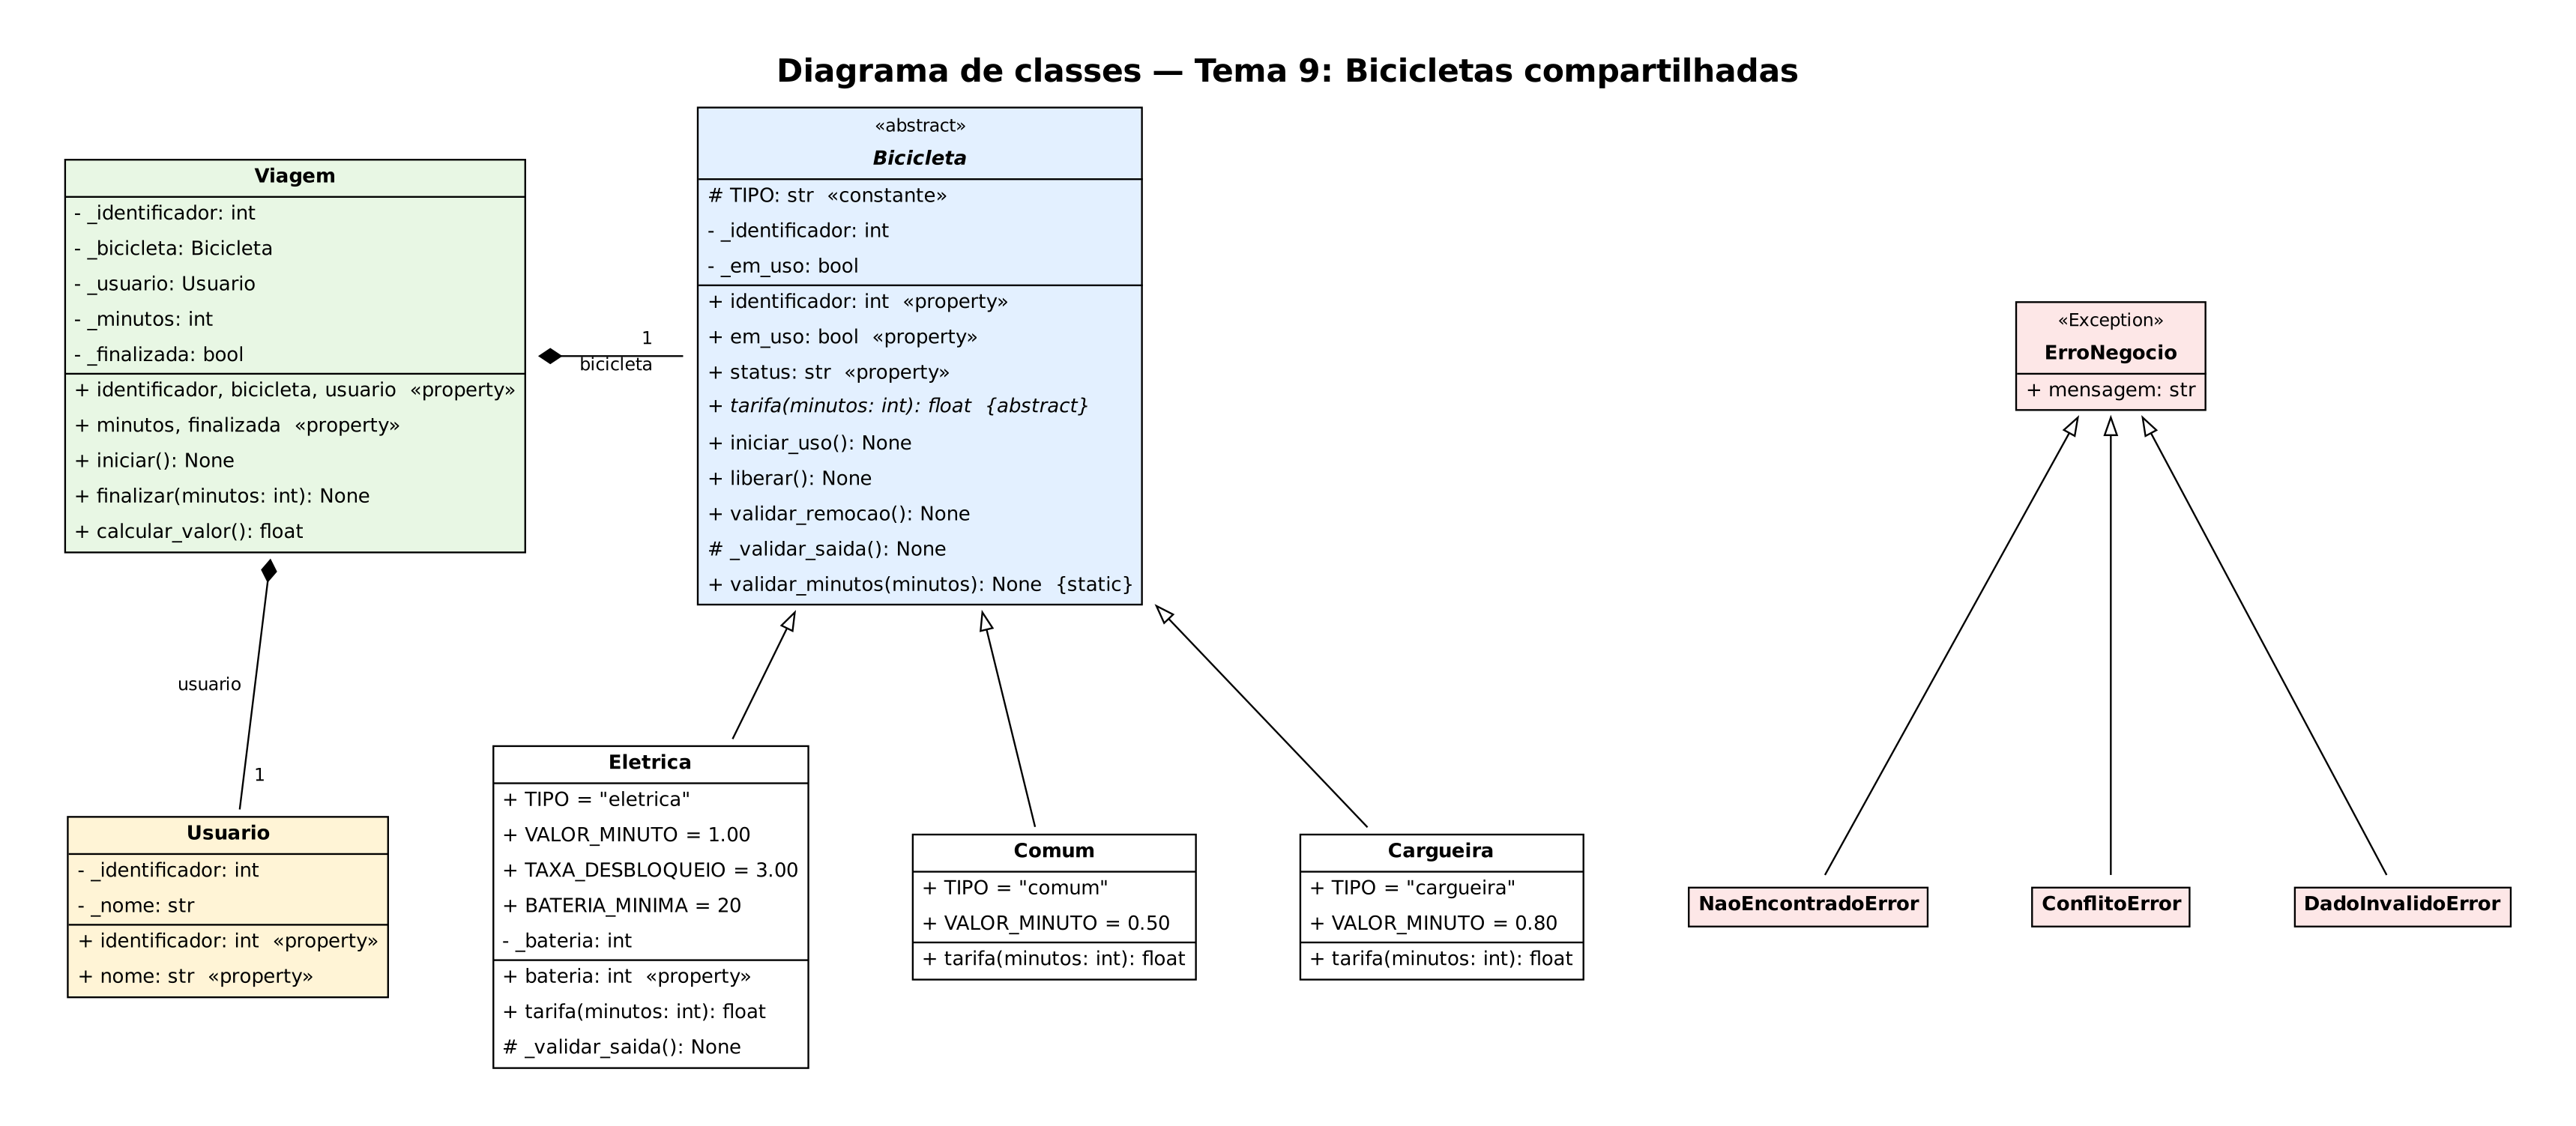 Diagrama de classes — Tema 9: Bicicletas compartilhadas
Viagem
- _identificador: int
- _bicicleta: Bicicleta
- _usuario: Usuario
- _minutos: int
- _finalizada: bool
+ identificador, bicicleta, usuario «property»
+ minutos, finalizada «property»
+ iniciar(): None
+ finalizar(minutos: int): None
+ calcular_valor(): float
1
bicicleta
«abstract»
Bicicleta
# TIPO: str «constante»
- _identificador: int
- _em_uso: bool
+ identificador: int «property»
+ em_uso: bool «property»
+ status: str «property»
+ tarifa(minutos: int): float {abstract}
+ iniciar_uso(): None
+ liberar(): None
+ validar_remocao(): None
# _validar_saida(): None
+ validar_minutos(minutos): None {static}
«Exception»
ErroNegocio
+ mensagem: str
usuario
1
Usuario
- _identificador: int
- _nome: str
+ identificador: int «property»
+ nome: str «property»
Eletrica
+ TIPO = "eletrica"
+ VALOR_MINUTO = 1.00
+ TAXA_DESBLOQUEIO = 3.00
+ BATERIA_MINIMA = 20
- _bateria: int
+ bateria: int «property»
+ tarifa(minutos: int): float
# _validar_saida(): None
Comum
+ TIPO = "comum"
+ VALOR_MINUTO = 0.50
+ tarifa(minutos: int): float
Cargueira
+ TIPO = "cargueira"
+ VALOR_MINUTO = 0.80
+ tarifa(minutos: int): float
NaoEncontradoError
ConflitoError
DadoInvalidoError